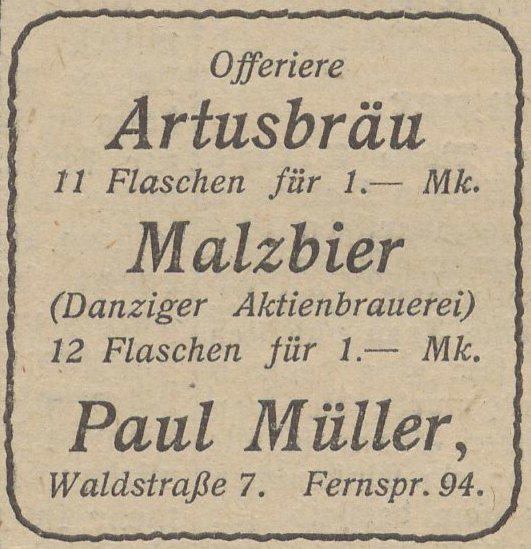 Offeriere
Artusbräu
11 Flaschen für 1.— Mk.
Malzbier
(Danziger Aktienbrauerei)
12 Flaschen für 1.— Mk.
Paul Müller,
Waldstraße 7. Fernspr. 94.